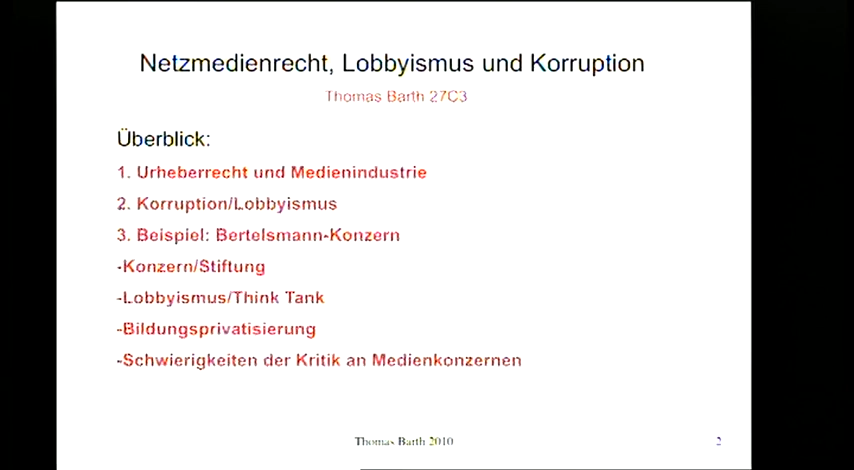 Netzmedienrecht, Lobbyismus und Korruption
Thomas Barth 27C3
Überblick:
1. Urheberrecht und Medienindustrie
2. Korruption/Lobbyismus
3. Beispiel: Bertelsmann-Konzern
-Konzern/Stiftung
-Lobbyismus/Think Tank
-Bildungsprivatisierung
-Schwierigkeiten der Kritik an Medienkonzernen
Thomas Barth 2010
2